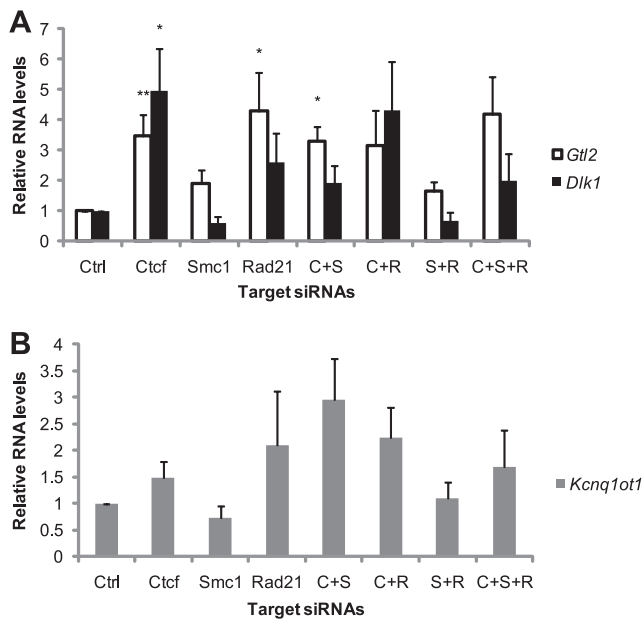 A
Relative RNA levels
7
6
5
4
3
2
1
0
*
**
*
*
Ctrl Ctcf Smc1 Rad21 C+S C+R S+R C+S+R
Target siRNAs
Gtl2
Dlk1
B
Relative RNA levels
4
3.5
3
2.5
2
1.5
1
0.5
0
Ctrl Ctcf Smc1 Rad21 C+S C+R S+R C+S+R
Target siRNAs
Kcnq1ot1